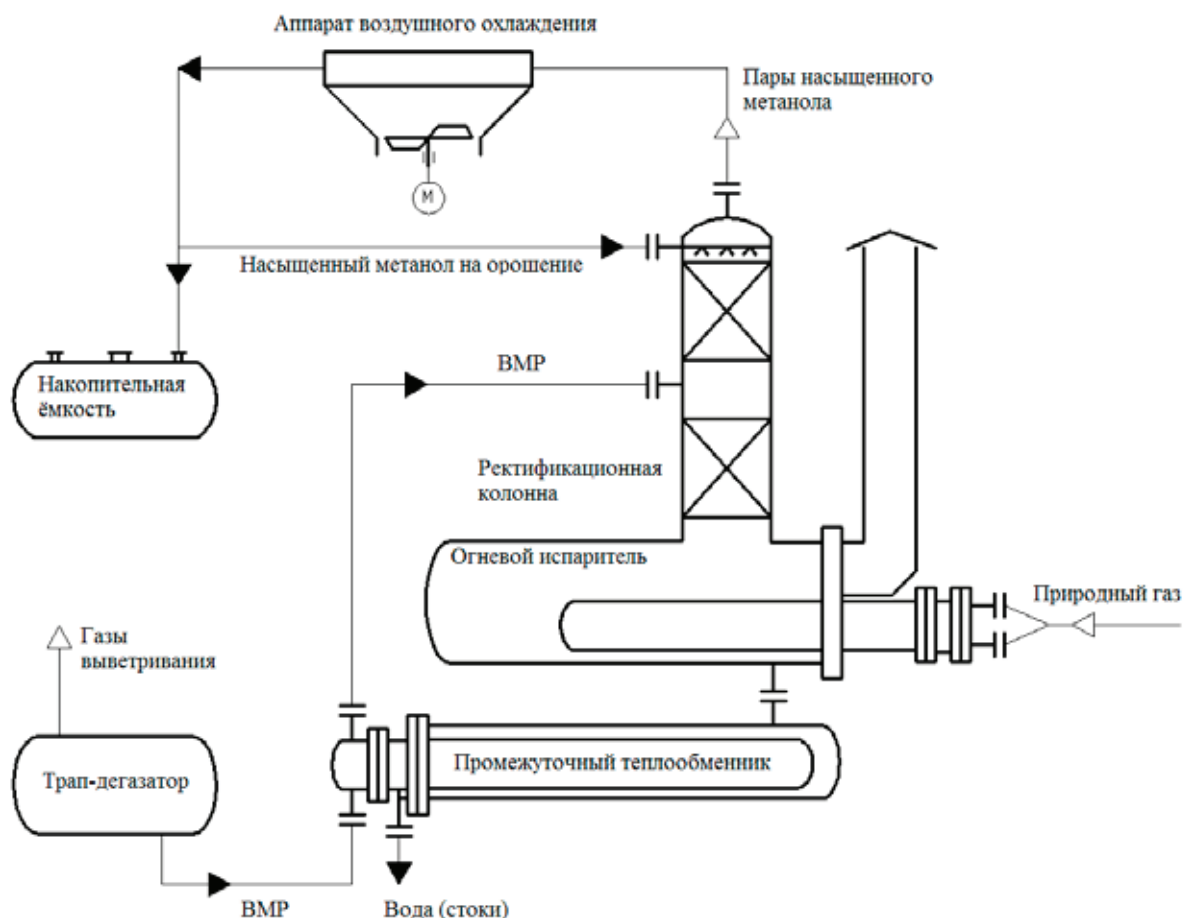 Аппарат воздушного охлаждения
Пары насыщенного
метанола
М
Насыщенный метанол на орошение
ВМР
Накопительная
ёмкость
Ректификационная
колонна
Огневой испаритель
Природный газ
Газы
выветривания
Трап-дегазатор
Промежуточный теплообменник
ВМР
Вода (стоки)